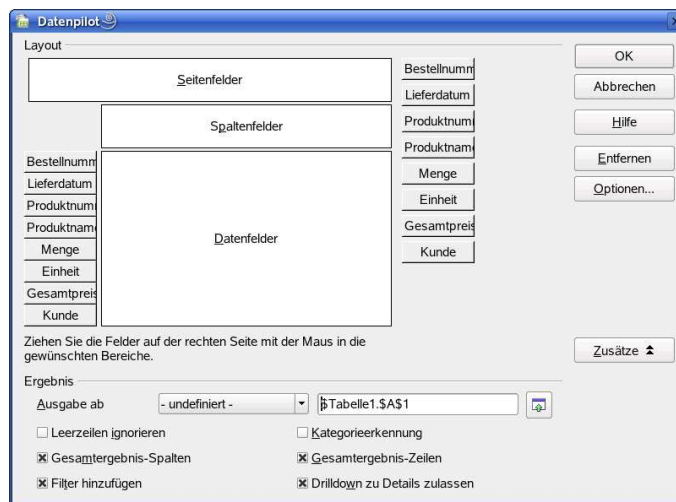 Datenpilot
Layout
Seitenfelder
Spaltenfelder
Datenfelder
Bestellnumm
Lieferdatum
Produktnum
Produktname
Menge
Einheit
Gesamtpreis
Kunde
Bestellnumm
Lieferdatum
Produktnum
Produktname
Menge
Einheit
Gesamtpreis
Kunde
OK
Abbrechen
Hilfe
Entfernen
Optionen...
Ziehen Sie die Felder auf der rechten Seite mit der Maus in die
gewünschten Bereiche.
Zusätze
Ergebnis
Ausgabe ab - undefiniert - $Tabelle1.$A$1
Leerzeilen ignorieren Kategorieerkennung
Gesamtergebnis-Spalten Gesamtergebnis-Zeilen
Filter hinzufügen Drilldown zu Details zulassen